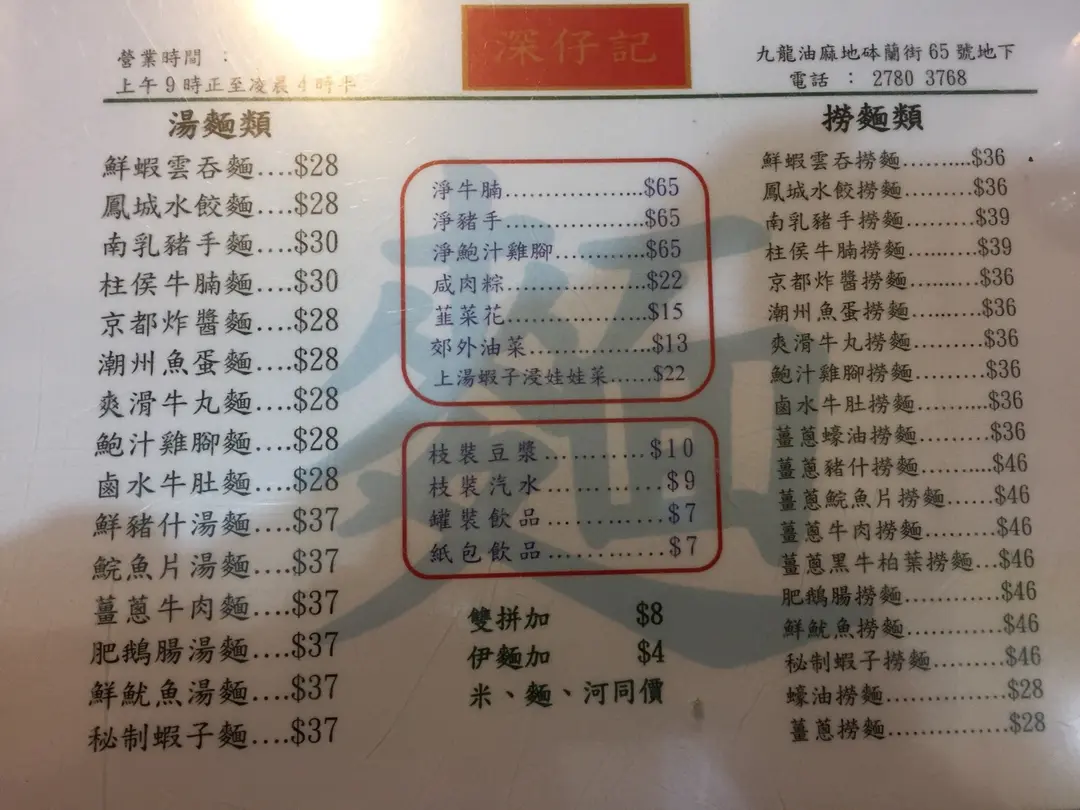 深仔記
營業時間 :
上午9時正至凌晨4時半
九龍油麻地砵蘭街65號地下
電話 : 2780 3768
湯麵類
鮮蝦雲吞麵....$28
鳳城水餃麵....$28
南乳豬手麵....$30
柱侯牛腩麵....$30
京都炸醬麵....$28
潮州魚蛋麵....$28
爽滑牛丸麵....$28
鮑汁雞腳麵....$28
鹵水牛肚麵....$28
鮮豬什湯麵....$37
鯇魚片湯麵....$37
薑蔥牛肉麵....$37
肥鵝腸湯麵....$37
鮮魷魚湯麵....$37
秘制蝦子麵....$37
淨牛腩..................$65
淨豬手..................$65
淨鮑汁雞腳............$65
咸肉粽..................$22
韮菜花..................$15
郊外油菜...............$13
上湯蝦子浸娃娃菜......$22
枝裝豆漿............$10
枝裝汽水............$9
罐裝飲品............$7
紙包飲品............$7
雙拼加 $8
伊麵加 $4
米、麵、河同價
麵
撈麵類
鮮蝦雲吞撈麵.........$36
鳳城水餃撈麵.........$36
南乳豬手撈麵.........$39
柱侯牛腩撈麵.........$39
京都炸醬撈麵.........$36
潮州魚蛋撈麵.........$36
爽滑牛丸撈麵.........$36
鮑汁雞腳撈麵.........$36
鹵水牛肚撈麵.........$36
薑蔥蠔油撈麵.........$36
薑蔥豬什撈麵.........$46
薑蔥鯇魚片撈麵......$46
薑蔥牛肉撈麵.........$46
薑蔥黑牛柏葉撈麵...$46
肥鵝腸撈麵............$46
鮮魷魚撈麵............$46
秘制蝦子撈麵.........$46
蠔油撈麵...............$28
薑蔥撈麵...............$28